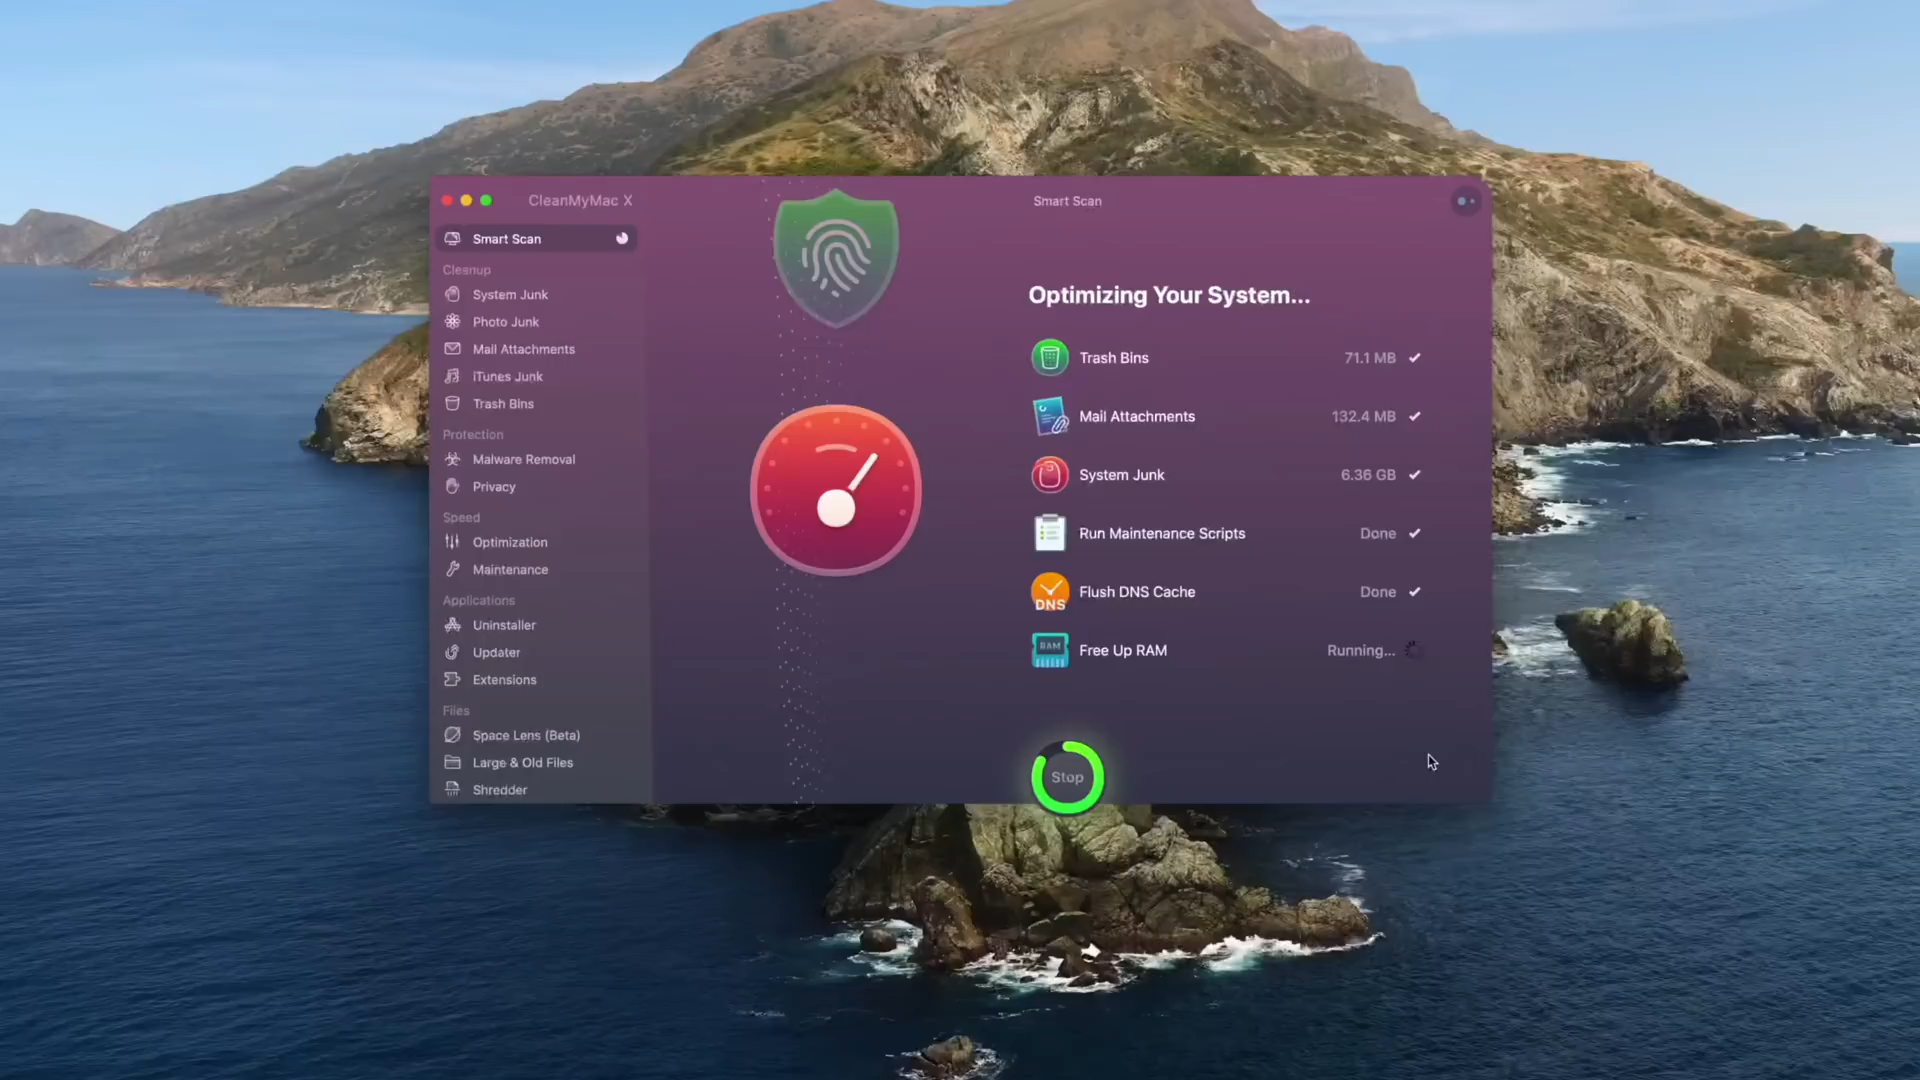 CleanMyMac X
Smart Scan
Smart Scan
Cleanup
System Junk
Photo Junk
Mail Attachments
iTunes Junk
Trash Bins
Protection
Malware Removal
Privacy
Speed
Optimization
Maintenance
Applications
Uninstaller
Updater
Extensions
Files
Space Lens (Beta)
Large & Old Files
Shredder
Optimizing Your System...
Trash Bins 71.1 MB
Mail Attachments 132.4 MB
System Junk 6.36 GB
Run Maintenance Scripts Done
DNS Flush DNS Cache Done
RAM Free Up RAM Running...
Stop